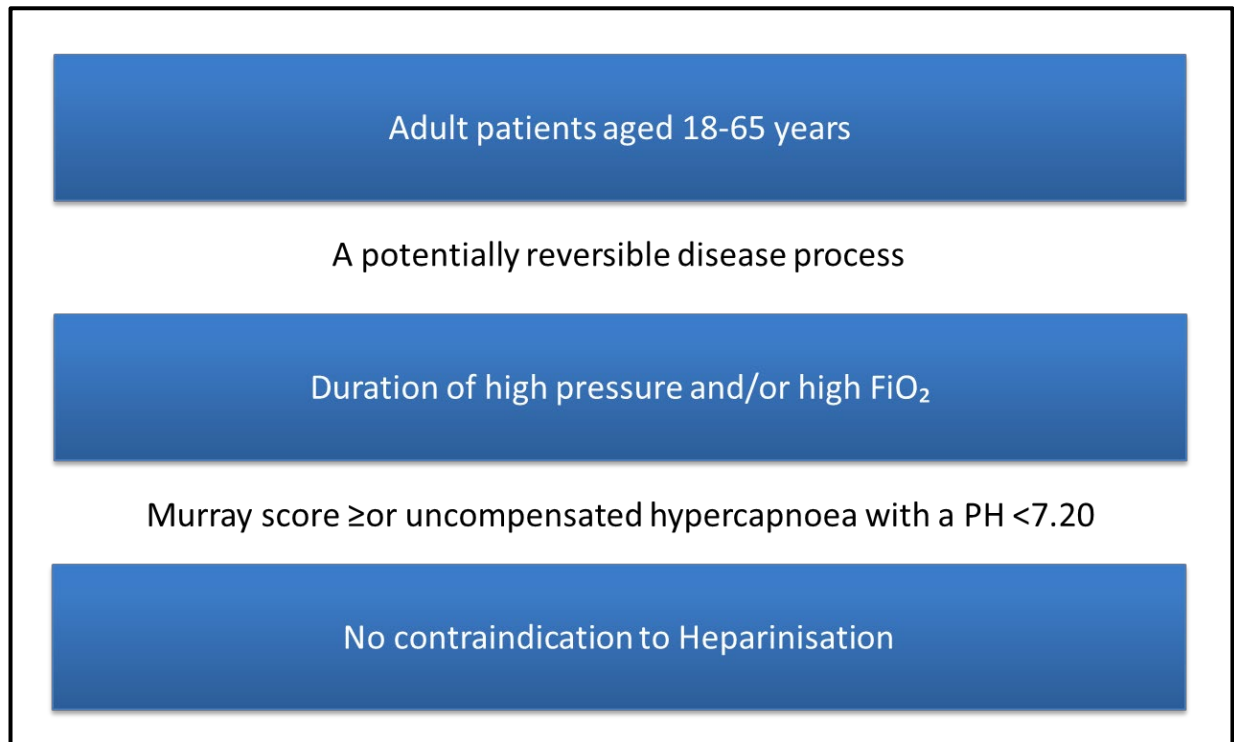 Adult patients aged 18-65 years
A potentially reversible disease process
Duration of high pressure and/or high FiO₂
Murray score ≥or uncompensated hypercapnoea with a PH <7.20
No contraindication to Heparinisation